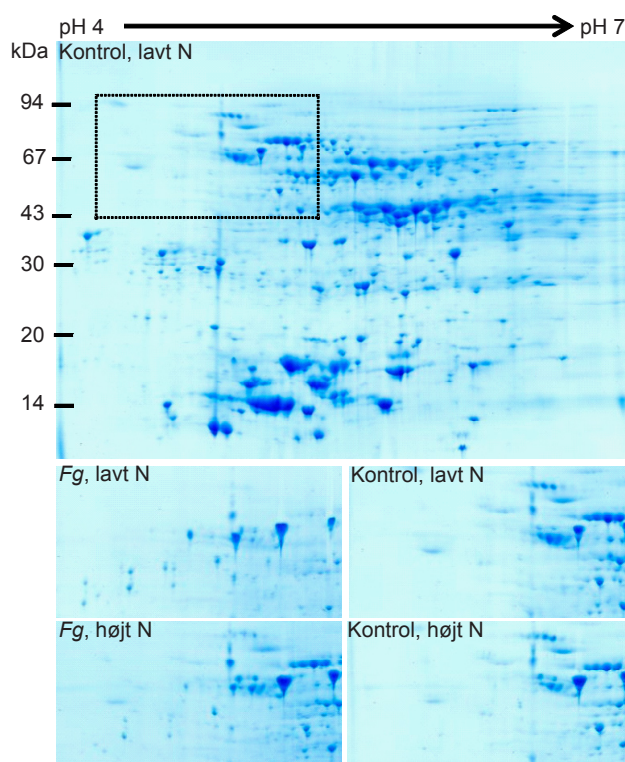 pH 4 pH 7
kDa Kontrol, lavt N
94
67
43
30
20
14
Fg, lavt N Kontrol, lavt N
Fg, højt N Kontrol, højt N